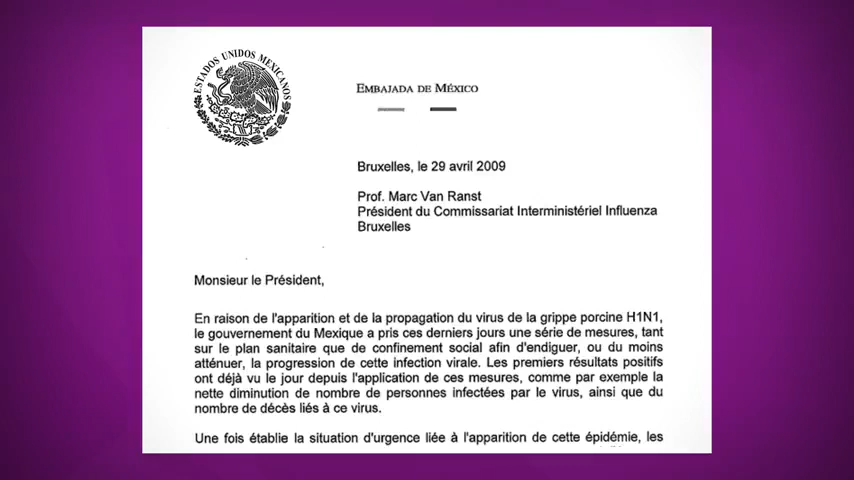 ESTADOS UNIDOS MEXICANOS
EMBAJADA DE MÉXICO
Bruxelles, le 29 avril 2009
Prof. Marc Van Ranst
Président du Commissariat Interministériel Influenza
Bruxelles
Monsieur le Président,
En raison de l'apparition et de la propagation du virus de la grippe porcine H1N1,
le gouvernement du Mexique a pris ces derniers jours une série de mesures, tant
sur le plan sanitaire que de confinement social afin d'endiguer, ou du moins
atténuer, la progression de cette infection virale. Les premiers résultats positifs
ont déjà vu le jour depuis l'application de ces mesures, comme par exemple la
nette diminution de nombre de personnes infectées par le virus, ainsi que du
nombre de décès liés à ce virus.
Une fois établie la situation d'urgence liée à l'apparition de cette épidémie, les